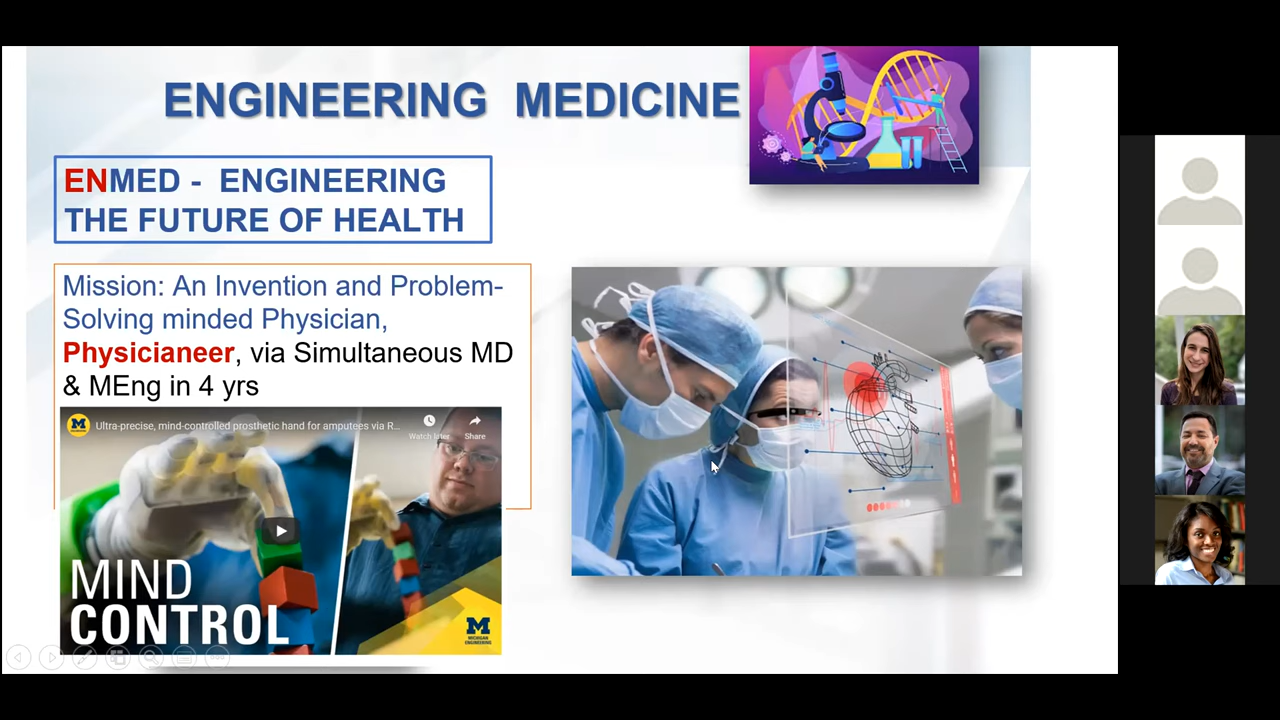 ENGINEERING MEDICINE
ENMED - ENGINEERING
THE FUTURE OF HEALTH
Mission: An Invention and Problem-
Solving minded Physician,
Physicianeer, via Simultaneous MD
& MEng in 4 yrs
M
Ultra-precise, mind-controlled prosthetic hand for amputees via R...
Watch later
Share
MIND
CONTROL
M
MICHIGAN
ENGINEERING